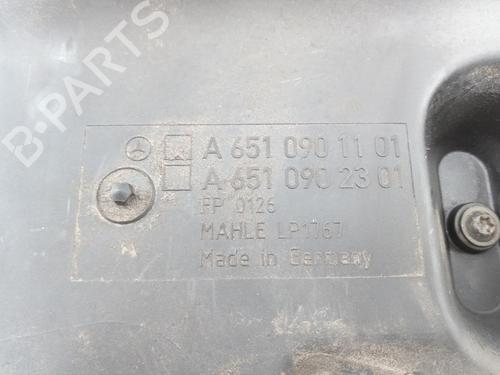 A 651 090 11 01
A 651 090 23 01
FP 0126
MAHLE LP1767
Made in Germany
B-PARTS